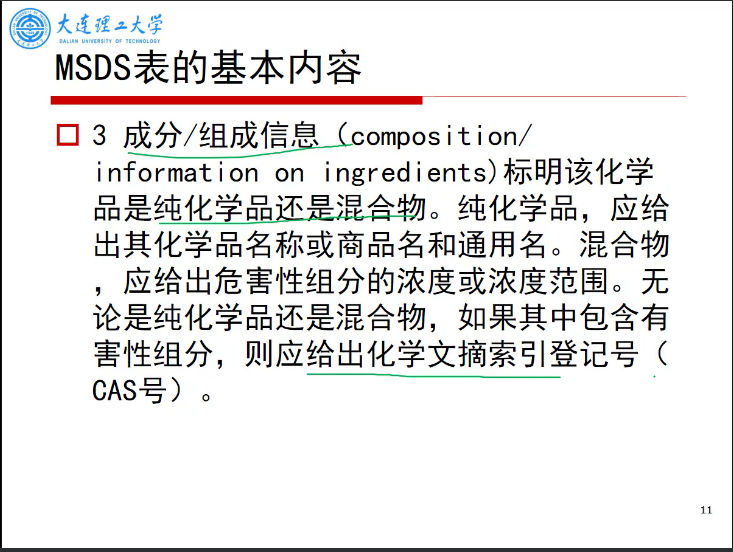 大连理工大学
DALIAN UNIVERSITY OF TECHNOLOGY
MSDS表的基本内容
3 成分/组成信息（composition/
information on ingredients)标明该化学
品是纯化学品还是混合物。纯化学品，应给
出其化学品名称或商品名和通用名。混合物
，应给出危害性组分的浓度或浓度范围。无
论是纯化学品还是混合物，如果其中包含有
害性组分，则应给出化学文摘索引登记号（
CAS号）。
11